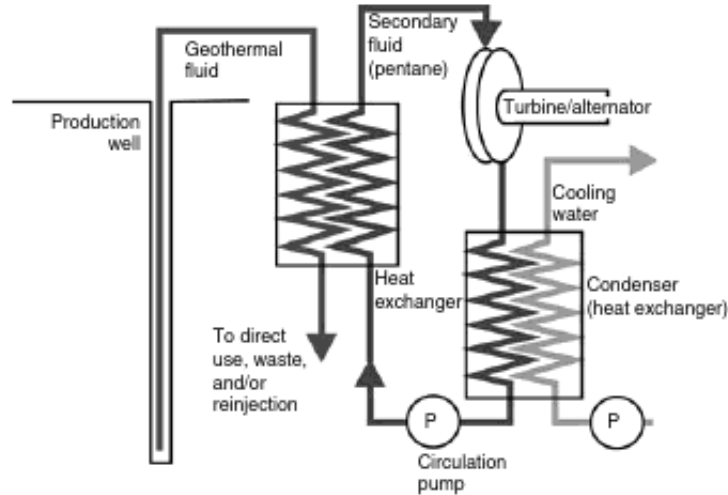 Geothermal
fluid
Secondary
fluid
(pentane)
Production
well
Turbine/alternator
Cooling
water
Heat
exchanger
Condenser
(heat exchanger)
To direct
use, waste,
and/or
reinjection
P
P
Circulation
pump